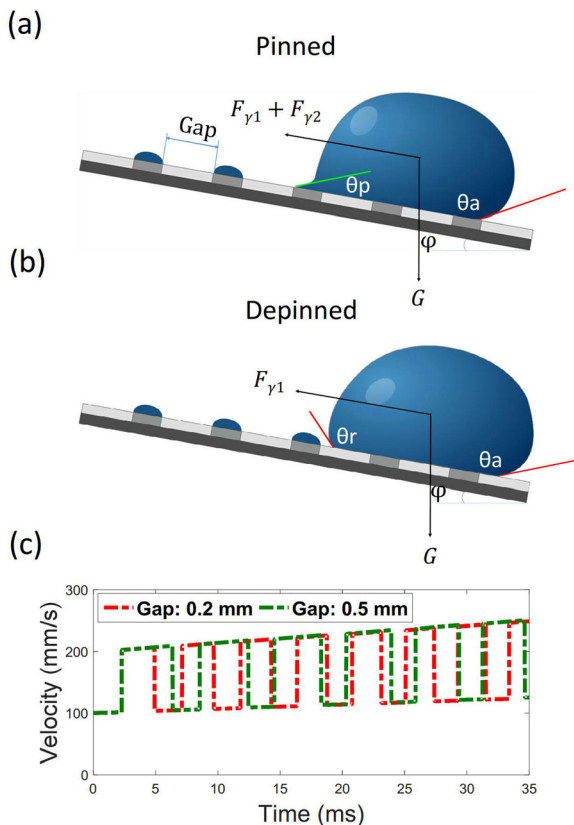 (a)
Pinned
Fγ1 + Fγ2
Gap
θp
θa
φ
G
(b)
Depinned
Fγ1
θr
θa
φ
G
(c)
Gap: 0.2 mm Gap: 0.5 mm
300
200
100
0
Velocity (mm/s)
0 5 10 15 20 25 30 35
Time (ms)